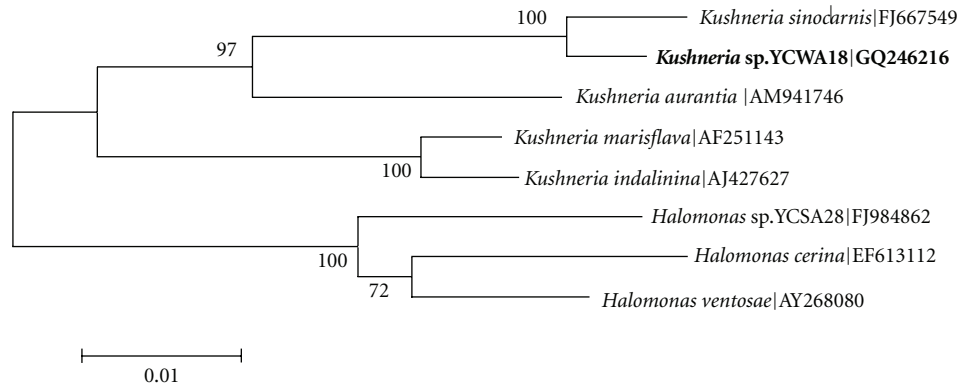 100
Kushneria sinocarnis|FJ667549
97
Kushneria sp.YCWA18|GQ246216
Kushneria aurantia |AM941746
Kushneria marisflava|AF251143
100
Kushneria indalinina|AJ427627
Halomonas sp.YCSA28|FJ984862
100
Halomonas cerina|EF613112
72
Halomonas ventosae|AY268080
0.01